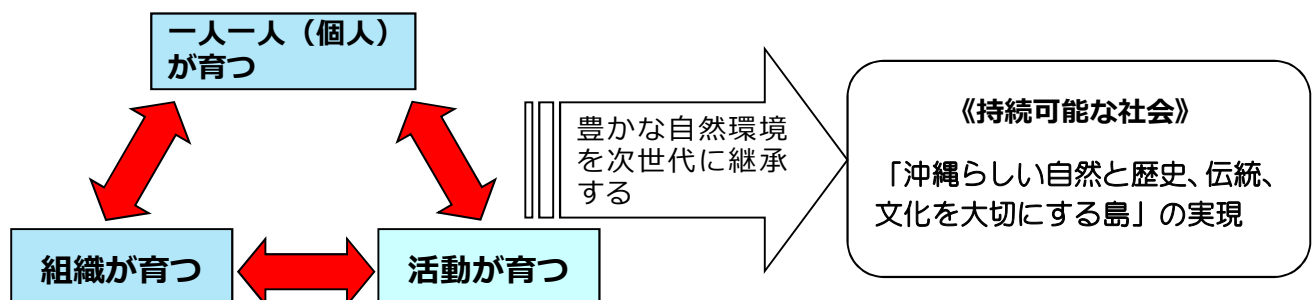 一人一人（個人）
が育つ
豊かな自然環境
を次世代に継承
する
《持続可能な社会》
「沖縄らしい自然と歴史、伝統、
文化を大切にする島」の実現
組織が育つ
活動が育つ